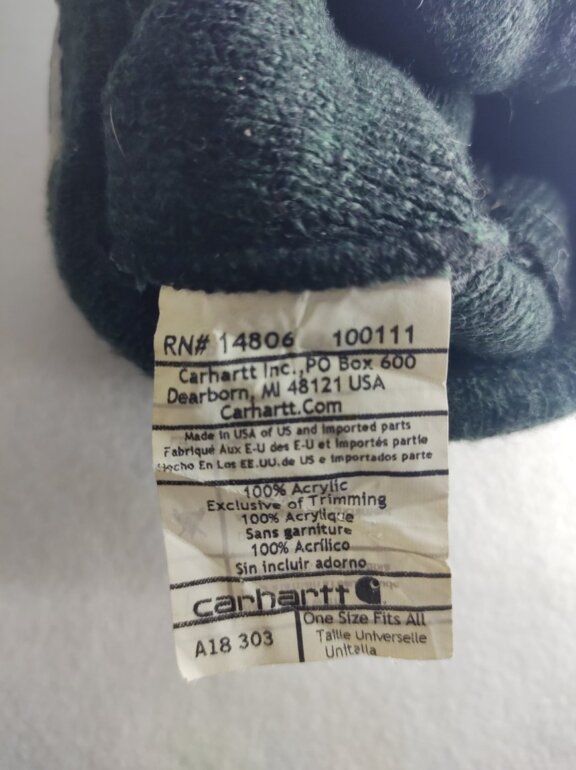 RN# 14806 100111
Carhartt Inc., PO Box 600
Dearborn, MI 48121 USA
Carhartt.Com
Made in USA of US and Imported parts
Fabriqué Aux E-U des E-U et Importés partie
Hecho En Los EE.UU.de US e Importados parte
100% Acrylic
Exclusive of Trimming
100% Acrylique
Sans garniture
100% Acrílico
Sin incluir adorno
carhartt
A18 303
One Size Fits All
Taille Universelle
Unitalla